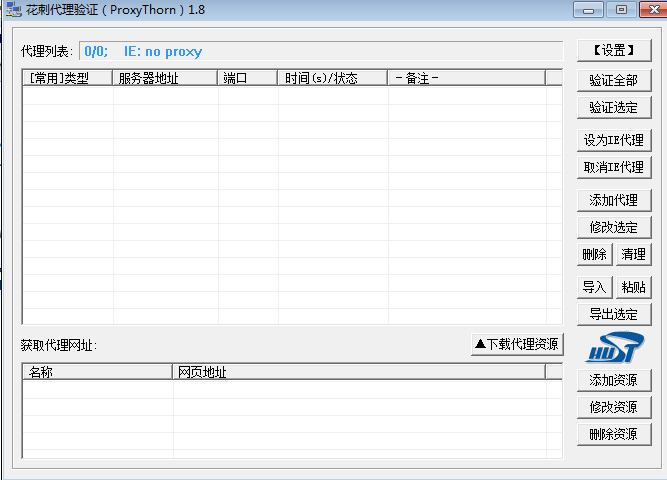 花刺代理验证（ProxyThorn）1.8
代理列表: 0/0; IE: no proxy
【设置】
[常用]类型 服务器地址 端口 时间(s)/状态 －备注－
验证全部
验证选定
设为IE代理
取消IE代理
添加代理
修改选定
删除 清理
导入 粘贴
导出选定
获取代理网址:
▲下载代理资源
HUST
名称 网页地址
添加资源
修改资源
删除资源